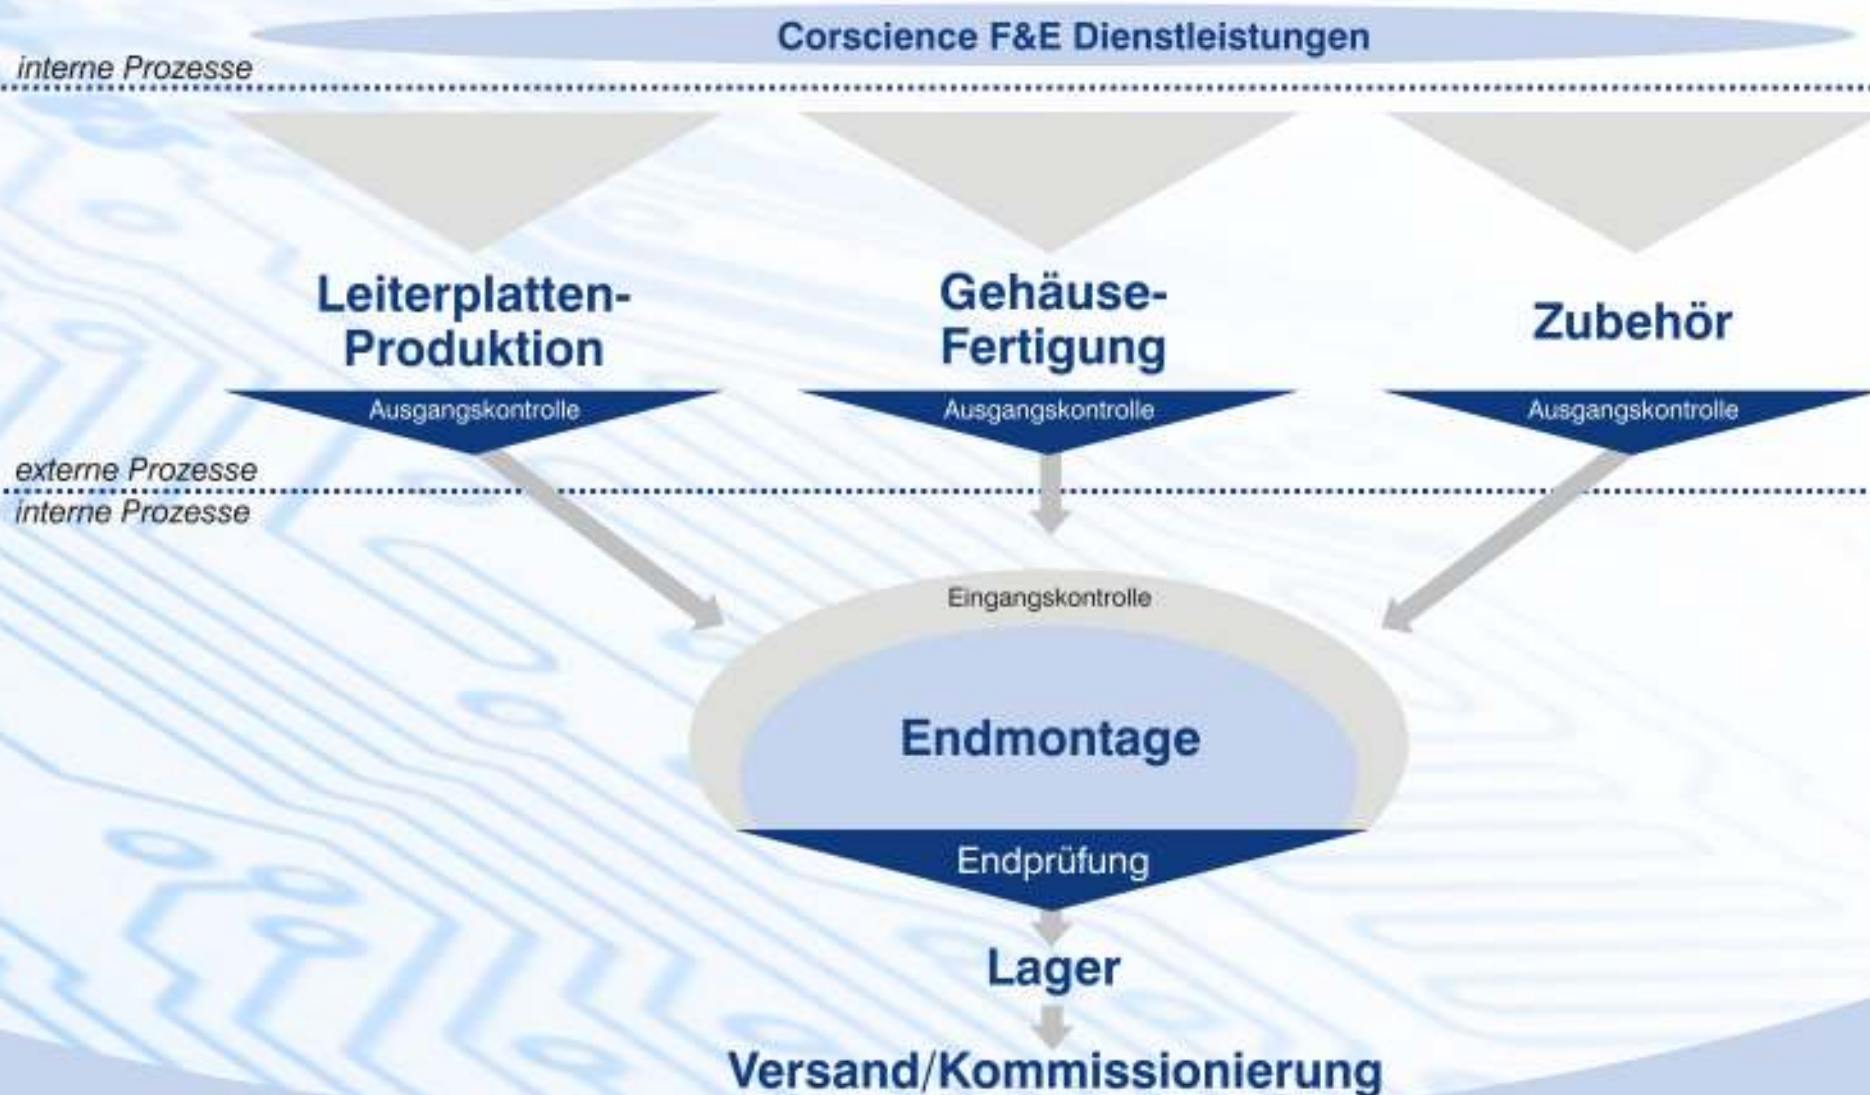 Corscience F&E Dienstleistungen
interne Prozesse
Leiterplatten-
Produktion
Gehäuse-
Fertigung
Zubehör
Ausgangskontrolle
Ausgangskontrolle
Ausgangskontrolle
externe Prozesse
interne Prozesse
Eingangskontrolle
Endmontage
Endprüfung
Lager
Versand/Kommissionierung